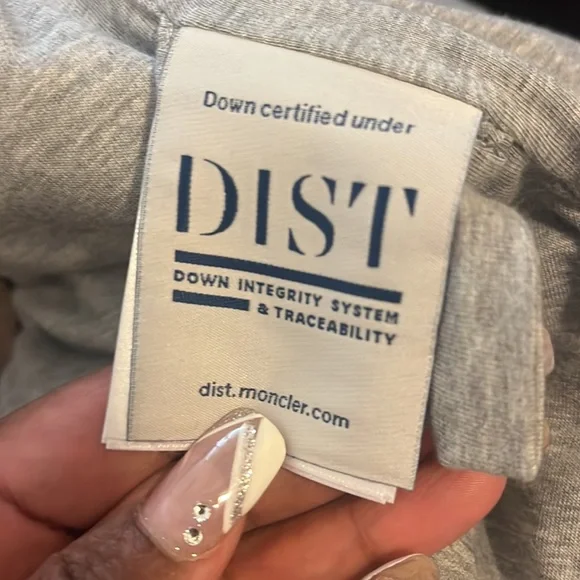 Down certified under
DIST
DOWN INTEGRITY SYSTEM
& TRACEABILITY
dist.moncler.com